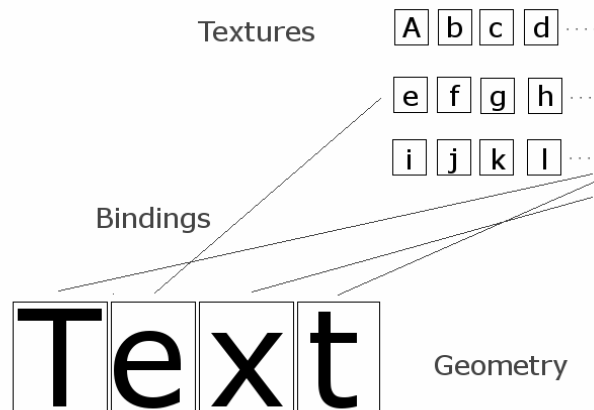 Textures
A b c d ....
e f g h ...
i j k l ....
Bindings
Text
Geometry